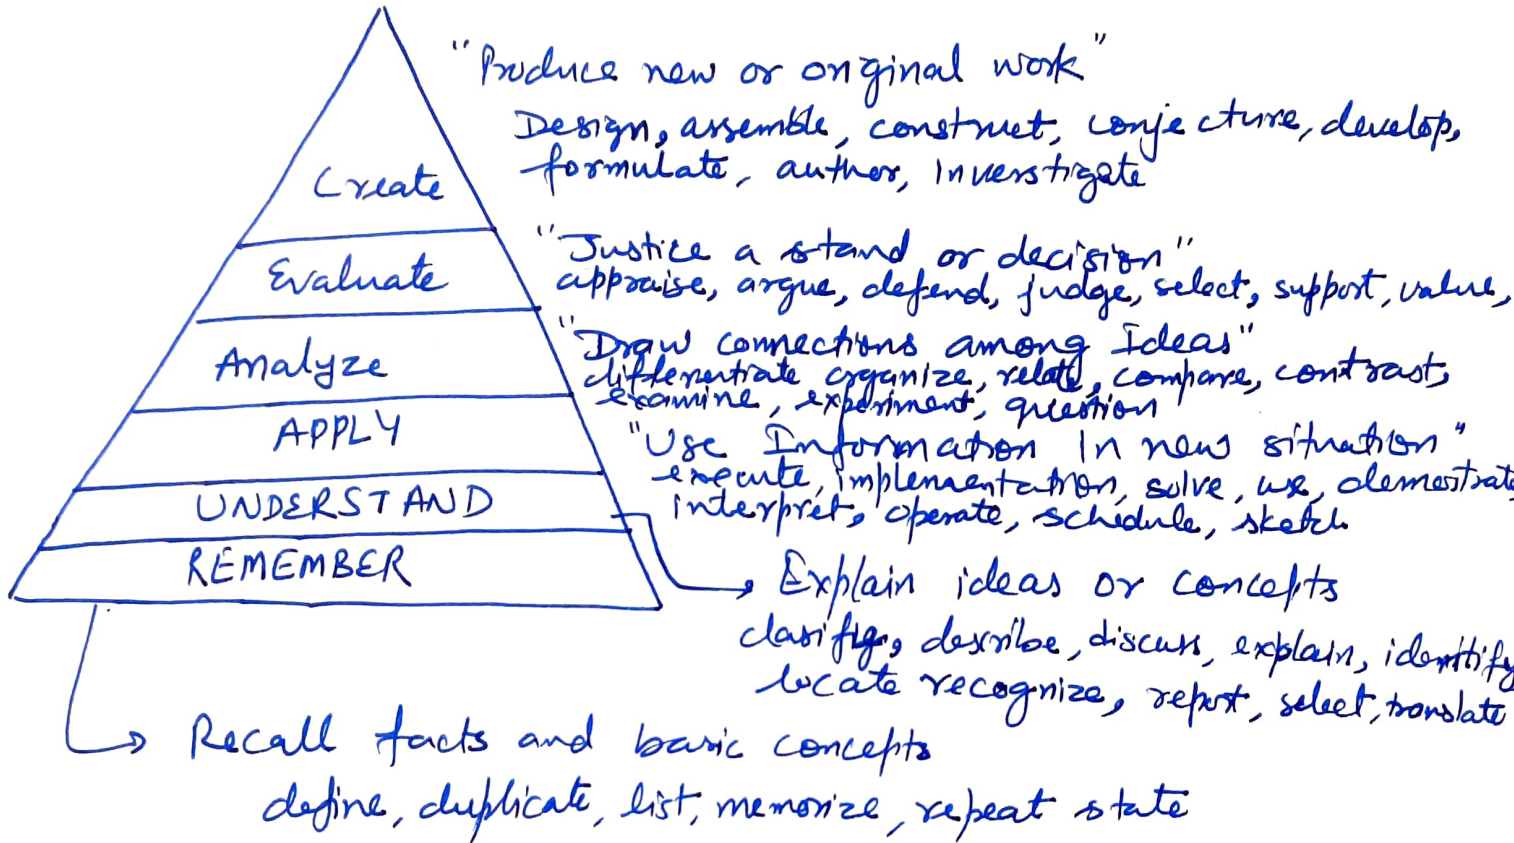 "Produce new or original work"
Design, assemble, construct, conjecture, develop,
formulate, author, inverstigate
Create
"Justice a stand or decision"
appraise, argue, defend, judge, select, support, value,
Evaluate
"Draw connections among Ideas"
differentiate organize, relate, compare, contrast,
examine, experiment, question
Analyze
"Use Information In new situation"
execute, implementation, solve, use, demonstrate
interpret, operate, schedule, sketch
APPLY
UNDERSTAND
Explain ideas or concepts
clasifig, describe, discuss, explain, identify
locate recognize, report, select, translate
REMEMBER
Recall facts and basic concepts
define, duplicate, list, memorize, repeat state